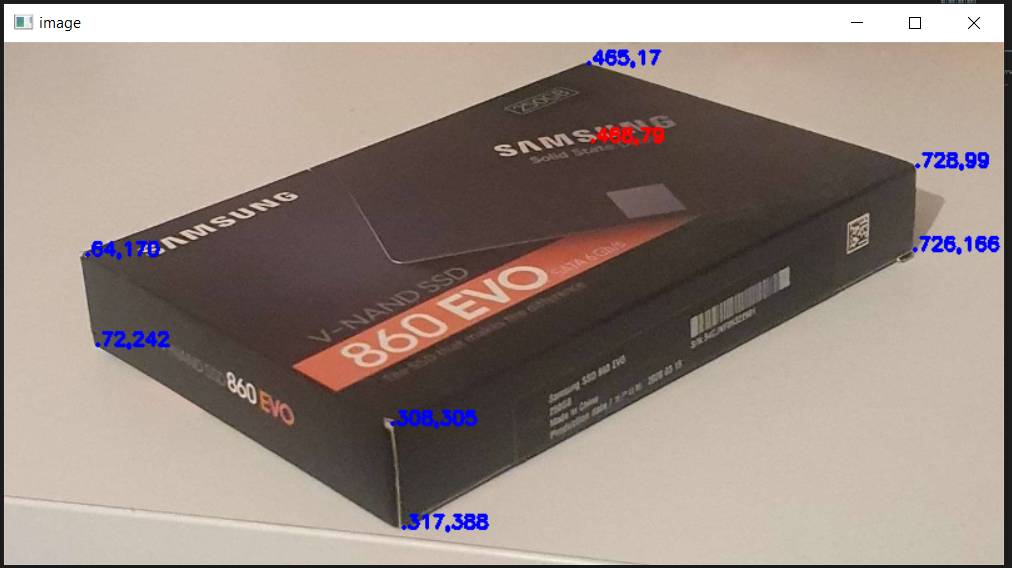 image
.465,17
250GB
SAMSUNG
.468,79
Solid State
.728,99
SAMSUNG
.64,170
.726,166
V-NAND SSD
860 EVO SATA 6 Gb/s
The SSD that makes the difference
.72,242
V-NAND SSD 860 EVO
Samsung SSD 860 EVO
250GB
Made in China
.308,305
.317,388